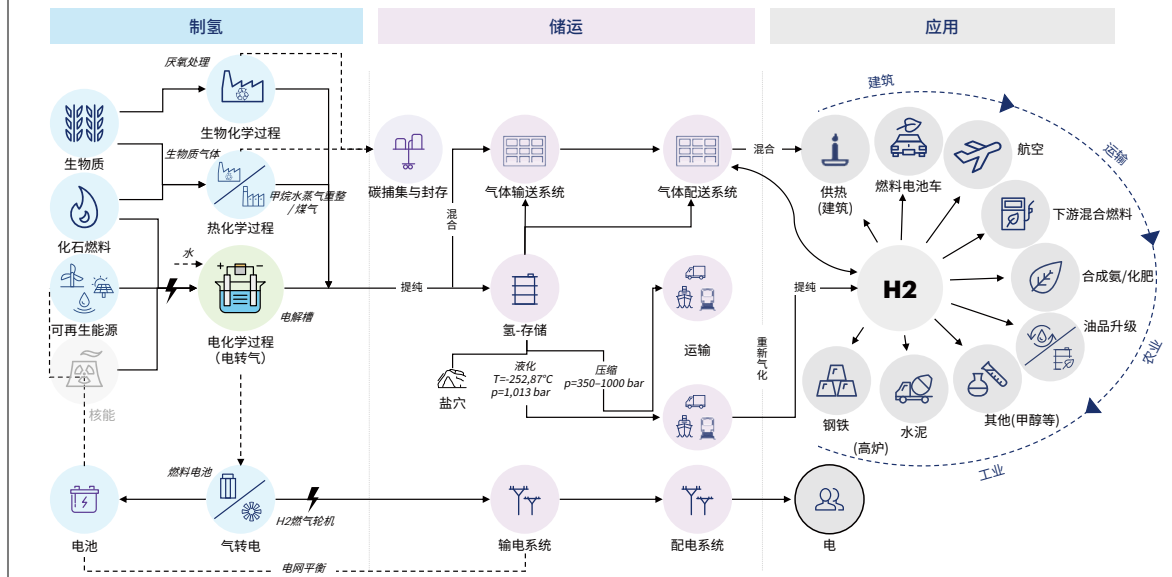 制氢
储运
应用
厌氧处理
生物质
生物化学过程
生物质气体
甲烷水蒸气重整
/煤气
热化学过程
化石燃料
水
+ −
可再生能源
电解槽
电化学过程
(电转气)
核能
燃料电池
H2燃气轮机
电池
气转电
电网平衡
碳捕集与封存
混合
提纯
气体输送系统
气体配送系统
氢-存储
盐穴
液化
T=-252,87°C
p=1,013 bar
压缩
p=350–1000 bar
运输
重新气化
输电系统
配电系统
混合
提纯
建筑
供热
(建筑)
燃料电池车
航空
运输
下游混合燃料
H2
合成氨/化肥
油品升级
农业
钢铁
(高炉)
水泥
其他(甲醇等)
工业
电